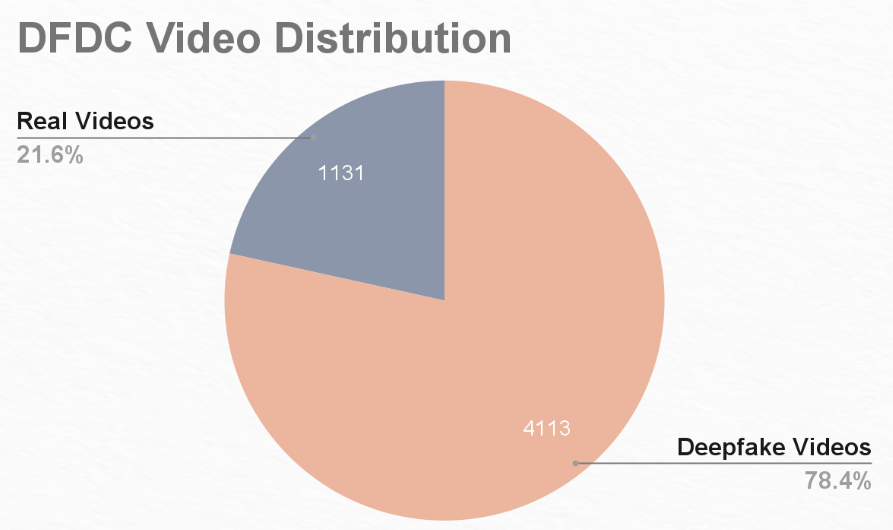 DFDC Video Distribution
Real Videos
21.6%
1131
4113
Deepfake Videos
78.4%